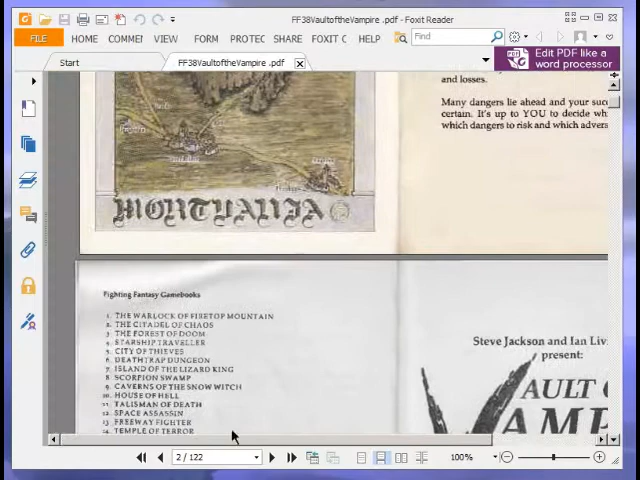 FF38VaultoftheVampire .pdf - Foxit Reader
FILE HOME COMMEN VIEW FORM PROTEC SHARE FOXIT C HELP Find
Start FF38VaultoftheVampire .pdf Edit PDF like a
word processor
and losses.
Many dangers lie ahead and your suc
certain. It's up to YOU to decide wh
which dangers to risk and which advers
MORTVANIA
Fighting Fantasy Gamebooks
1. THE WARLOCK OF FIRETOP MOUNTAIN
2. THE CITADEL OF CHAOS
3. THE FOREST OF DOOM
4. STARSHIP TRAVELLER
5. CITY OF THIEVES
6. DEATHTRAP DUNGEON
7. ISLAND OF THE LIZARD KING
8. SCORPION SWAMP
9. CAVERNS OF THE SNOW WITCH
10. HOUSE OF HELL
11. TALISMAN OF DEATH
12. SPACE ASSASSIN
13. FREEWAY FIGHTER
14. TEMPLE OF TERROR
Steve Jackson and Ian Livi
present:
VAULT O
AMP
2 / 122
100%